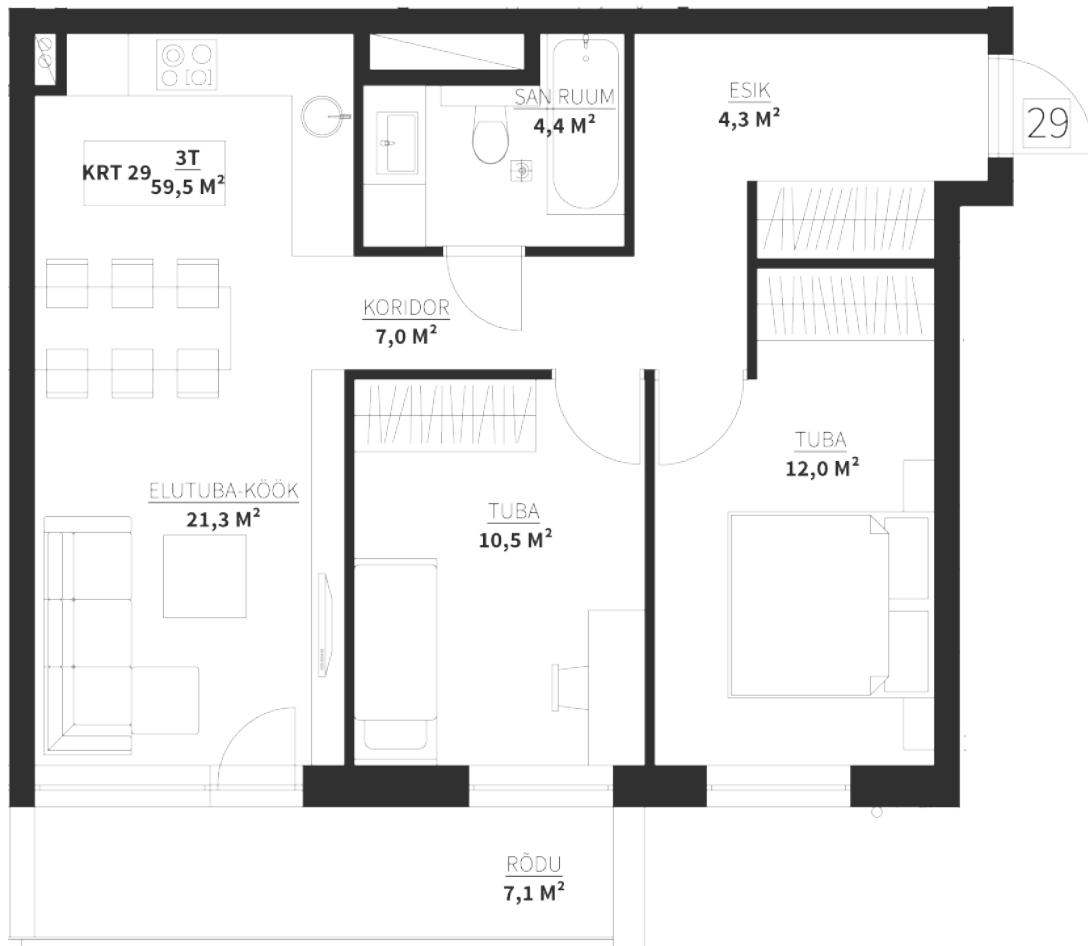 SAN RUUM
4,4 M²
ESIK
4,3 M²
29
KRT 29
3T
59,5 M²
KORIDOR
7,0 M²
TUBA
12,0 M²
ELUTUBA-KÖÖK
21,3 M²
TUBA
10,5 M²
RÕDU
7,1 M²